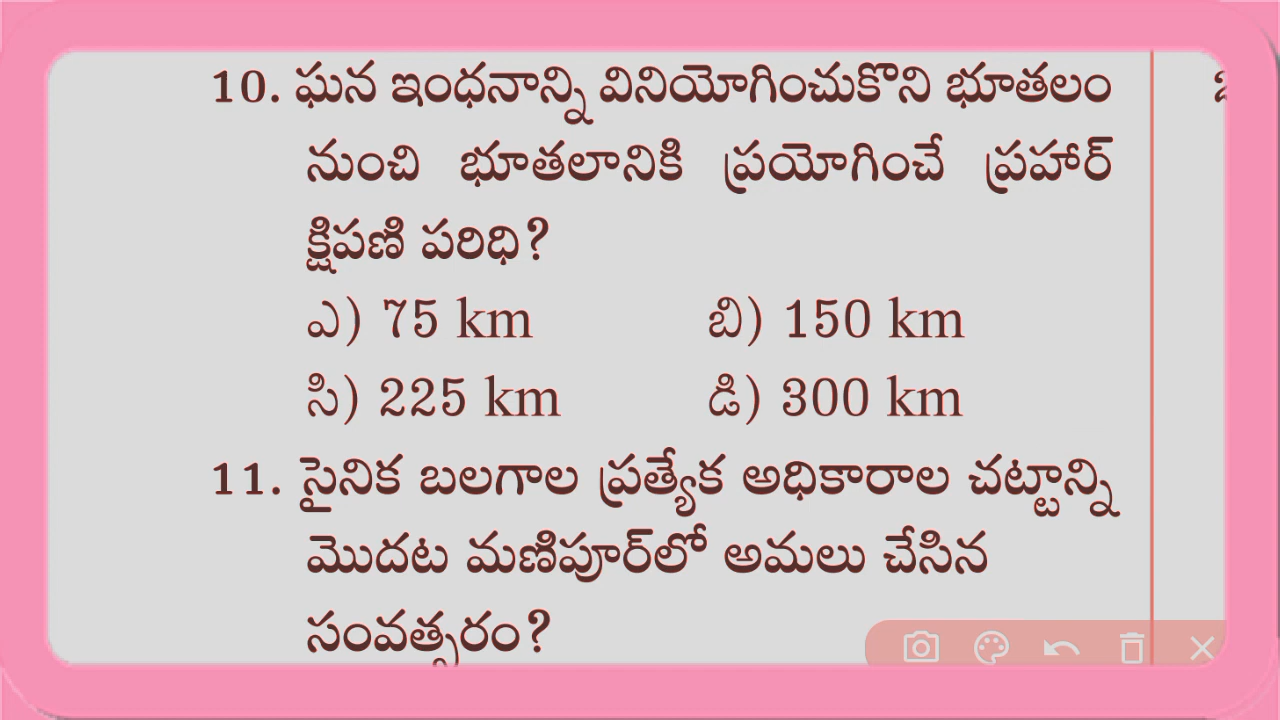 10. ఘన ఇంధనాన్ని వినియోగించుకొని భూతలం
నుంచి భూతలానికి ప్రయోగించే ప్రహార్
క్షిపణి పరిధి?
ఎ) 75 km బి) 150 km
సి) 225 km డి) 300 km
11. సైనిక బలగాల ప్రత్యేక అధికారాల చట్టాన్ని
మొదట మణిపూర్‌లో అమలు చేసిన
సంవత్సరం?